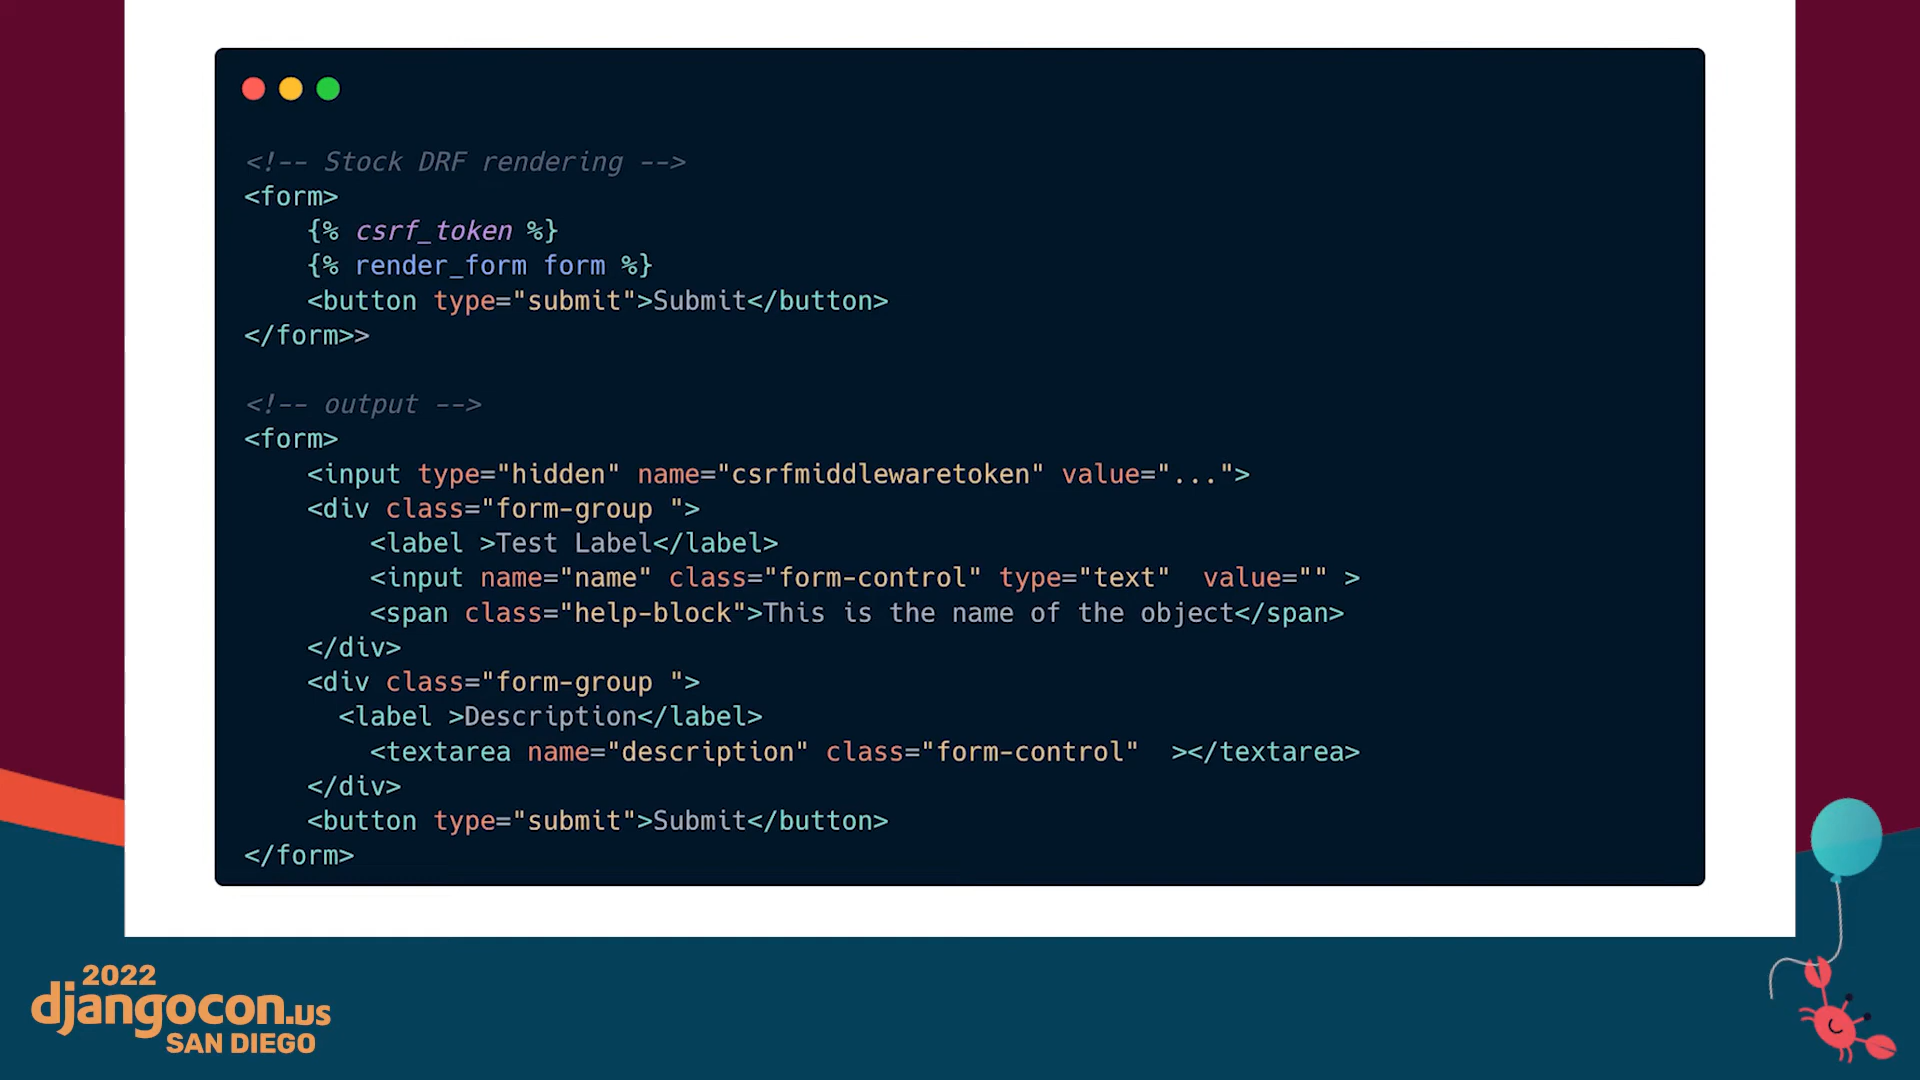 <!-- Stock DRF rendering -->
<form>
    {% csrf_token %}
    {% render_form form %}
    <button type="submit">Submit</button>
</form>>

<!-- output -->
<form>
    <input type="hidden" name="csrfmiddlewaretoken" value="...">
    <div class="form-group ">
        <label >Test Label</label>
        <input name="name" class="form-control" type="text"  value="" >
        <span class="help-block">This is the name of the object</span>
    </div>
    <div class="form-group ">
      <label >Description</label>
        <textarea name="description" class="form-control"  ></textarea>
    </div>
    <button type="submit">Submit</button>
</form>
2022
djangocon.us
SAN DIEGO